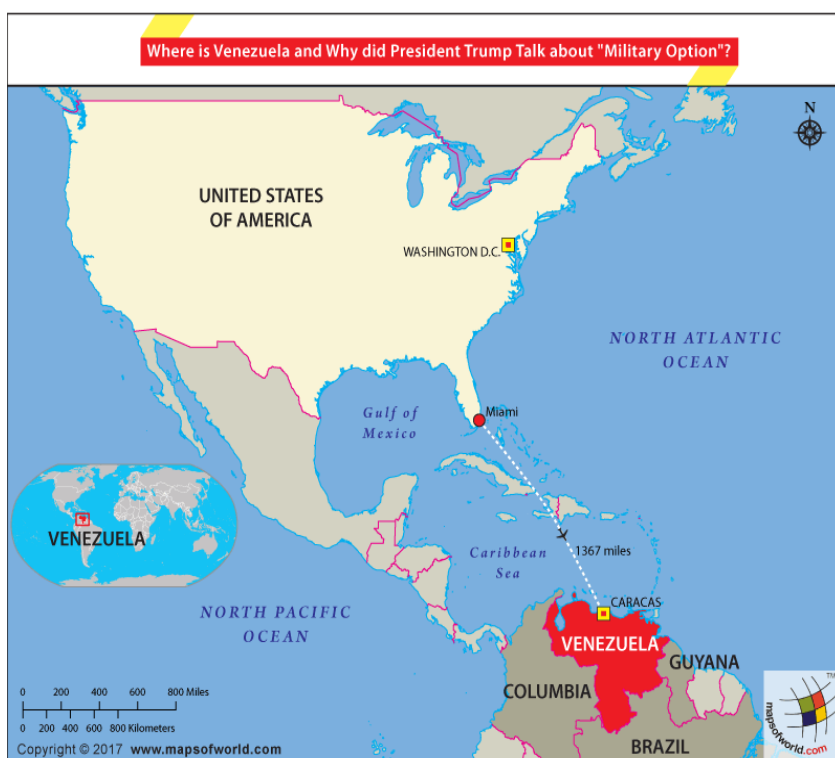 Where is Venezuela and Why did President Trump Talk about "Military Option"?
N
UNITED STATES
OF AMERICA
WASHINGTON D.C.
NORTH ATLANTIC
OCEAN
Gulf of
Mexico
Miami
VENEZUELA
Caribbean
Sea
1367 miles
NORTH PACIFIC
OCEAN
CARACAS
VENEZUELA
GUYANA
COLUMBIA
BRAZIL
0 200 400 600 800 Miles
0 200 400 600 800 Kilometers
Copyright © 2017 www.mapsofworld.com
TM
mapsofworld.com